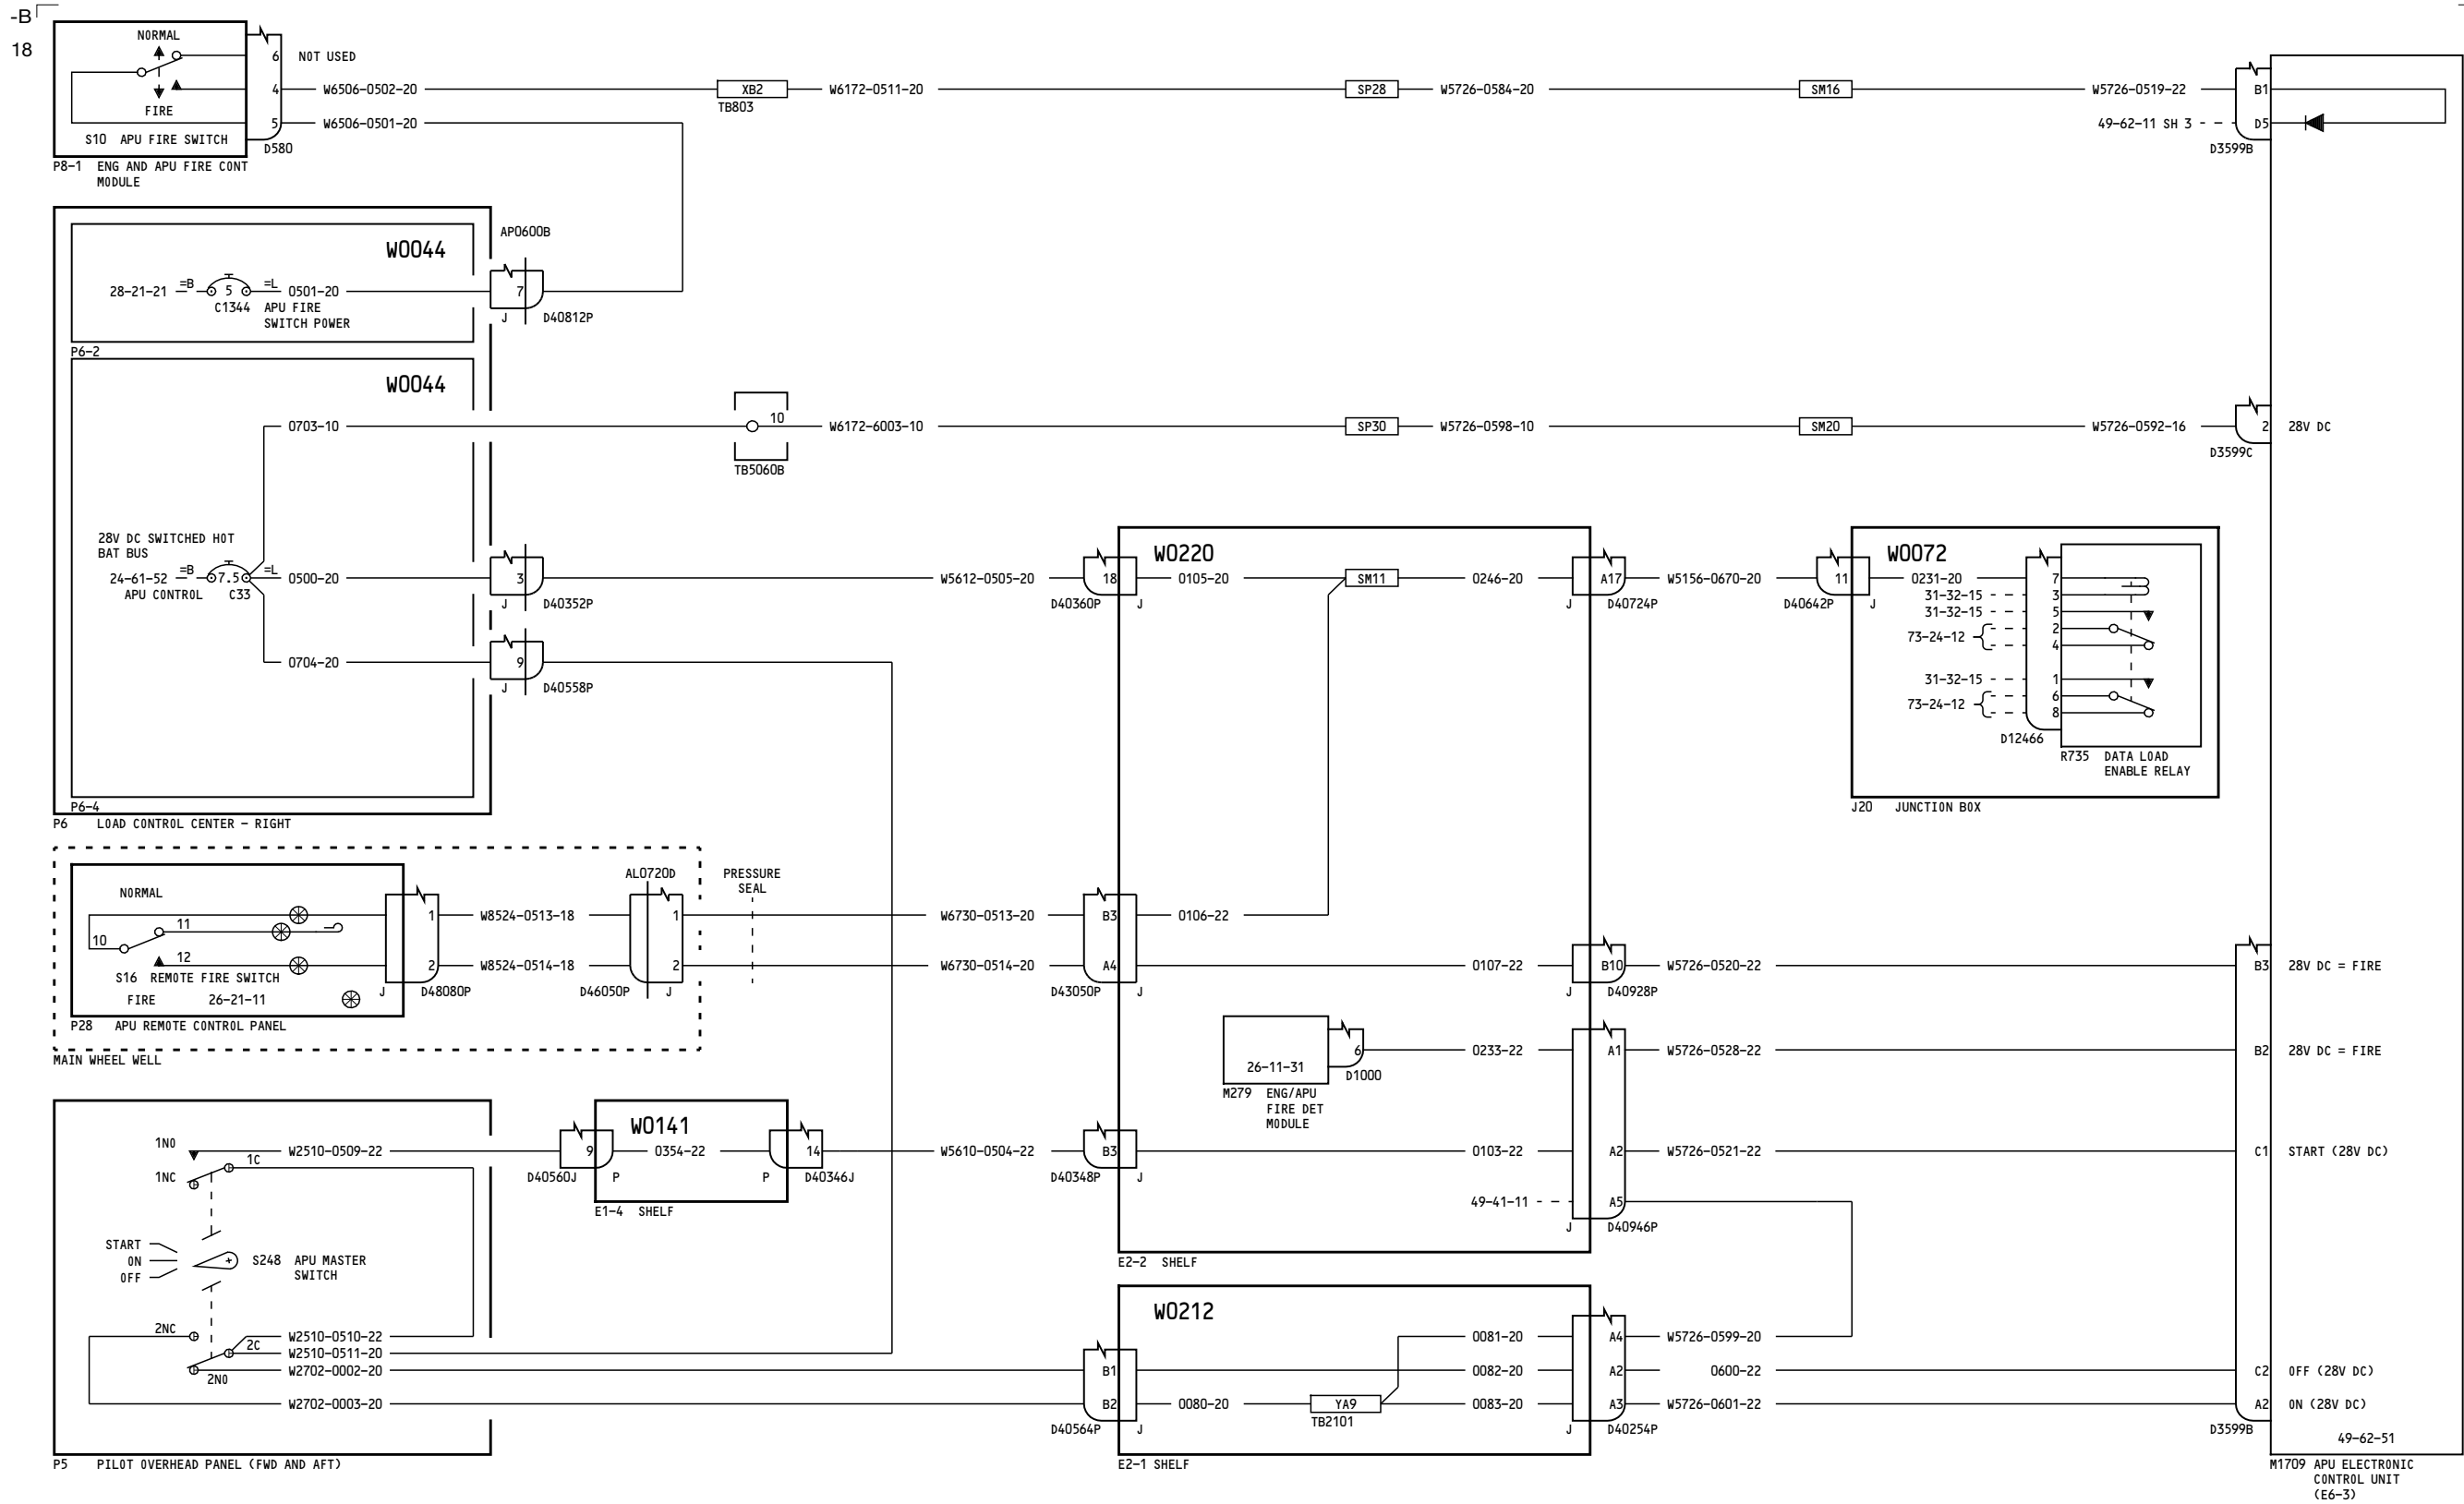 -B
18
NORMAL
6 NOT USED
4 W6506-0502-20 XB2 W6172-0511-20 SP28 W5726-0584-20 SM16 W5726-0519-22 B1
TB803
FIRE
5 W6506-0501-20
49-62-11 SH 3 D5
S10 APU FIRE SWITCH
D580
D3599B
P8-1 ENG AND APU FIRE CONT
MODULE
AP0600B
W0044
28-21-21 =B 5 =L 0501-20 7
C1344 APU FIRE
SWITCH POWER
J D40812P
P6-2
W0044
0703-10 10 W6172-6003-10 SP30 W5726-0598-10 SM20 W5726-0592-16 2 28V DC
TB5060B
D3599C
28V DC SWITCHED HOT
BAT BUS
24-61-52 =B 7.5 =L 0500-20 3 W5612-0505-20 18 0105-20 SM11 0246-20 A17 W5156-0670-20 11 0231-20 7
APU CONTROL C33
J D40352P
D40360P J
J D40724P
D40642P J
W0220
W0072
31-32-15 3
31-32-15 5
73-24-12 2
4
31-32-15 1
73-24-12 6
8
D12466
R735 DATA LOAD
ENABLE RELAY
0704-20 9
J D40558P
P6-4
P6 LOAD CONTROL CENTER - RIGHT
J20 JUNCTION BOX
AL0720D
PRESSURE
SEAL
NORMAL
1 W8524-0513-18 1 W6730-0513-20 B3 0106-22
11
10
12
2 W8524-0514-18 2 W6730-0514-20 A4 0107-22 B10 W5726-0520-22 B3 28V DC = FIRE
S16 REMOTE FIRE SWITCH
FIRE 26-21-11
J D48080P
D46050P J
D43050P J
J D40928P
P28 APU REMOTE CONTROL PANEL
MAIN WHEEL WELL
26-11-31
6 0233-22 A1 W5726-0528-22 B2 28V DC = FIRE
D1000
M279 ENG/APU
FIRE DET
MODULE
W0141
1NO
W2510-0509-22 9 0354-22 14 W5610-0504-22 B3 0103-22 A2 W5726-0521-22 C1 START (28V DC)
1C
1NC
D40560J P
P D40346J
D40348P J
E1-4 SHELF
49-41-11 A5
J D40946P
START
ON
OFF
S248 APU MASTER
SWITCH
E2-2 SHELF
W0212
2NC
W2510-0510-22
2C
W2510-0511-20
W2702-0002-20
2NO
W2702-0003-20
0081-20 A4 W5726-0599-20
B1 0082-20 A2 0600-22 C2 OFF (28V DC)
B2 0080-20 YA9 0083-20 A3 W5726-0601-22 A2 ON (28V DC)
TB2101
D40564P J
J D40254P
D3599B
49-62-51
P5 PILOT OVERHEAD PANEL (FWD AND AFT)
E2-1 SHELF
M1709 APU ELECTRONIC
CONTROL UNIT
(E6-3)